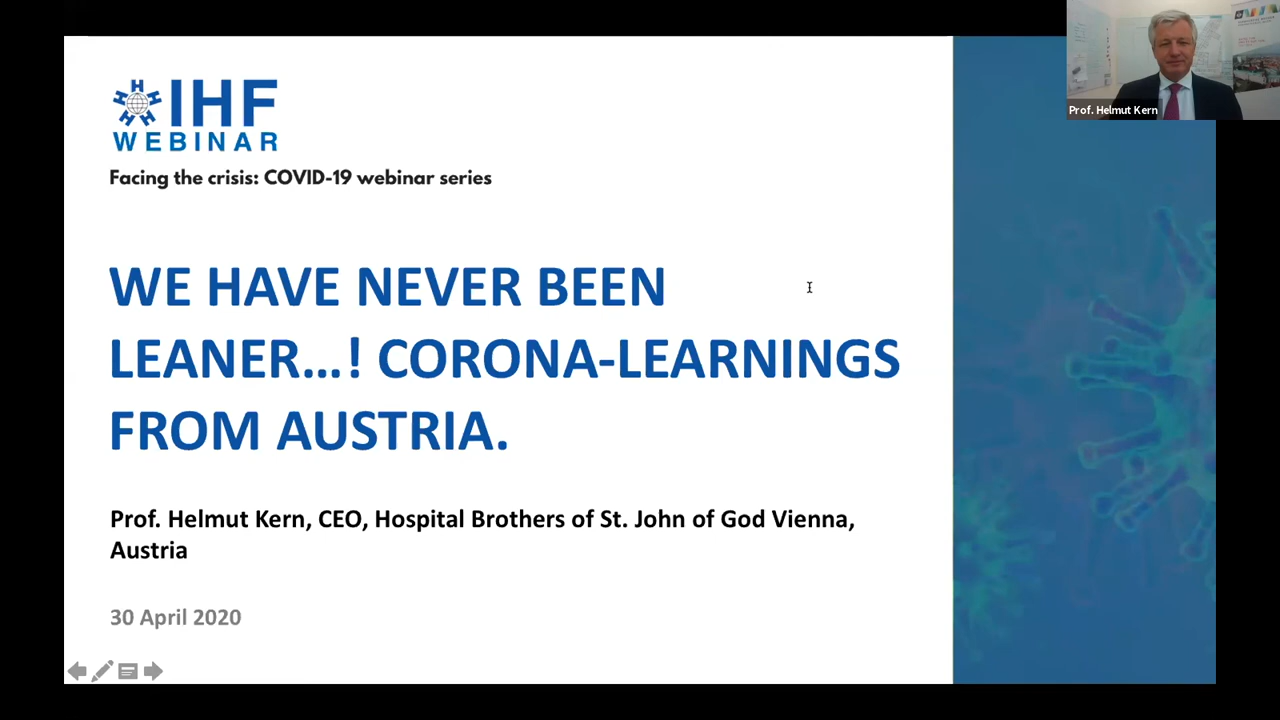 IHF
WEBINAR
Facing the crisis: COVID-19 webinar series
WE HAVE NEVER BEEN
LEANER...! CORONA-LEARNINGS
FROM AUSTRIA.
Prof. Helmut Kern, CEO, Hospital Brothers of St. John of God Vienna,
Austria
30 April 2020
Prof. Helmut Kern